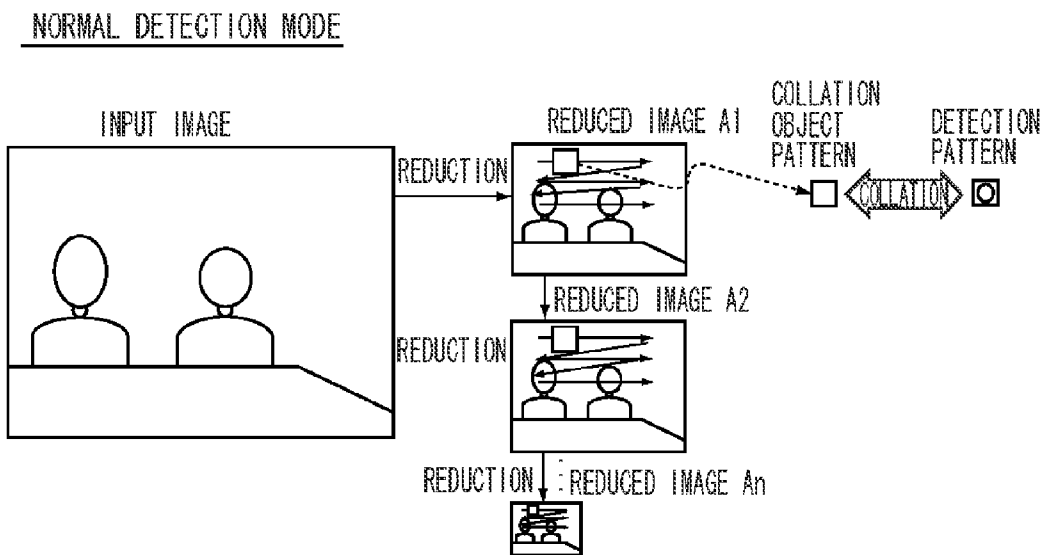 NORMAL DETECTION MODE
INPUT IMAGE
REDUCTION
REDUCED IMAGE A1
COLLATION
OBJECT
PATTERN
DETECTION
PATTERN
COLLATION
REDUCED IMAGE A2
REDUCTION
REDUCTION
REDUCED IMAGE An